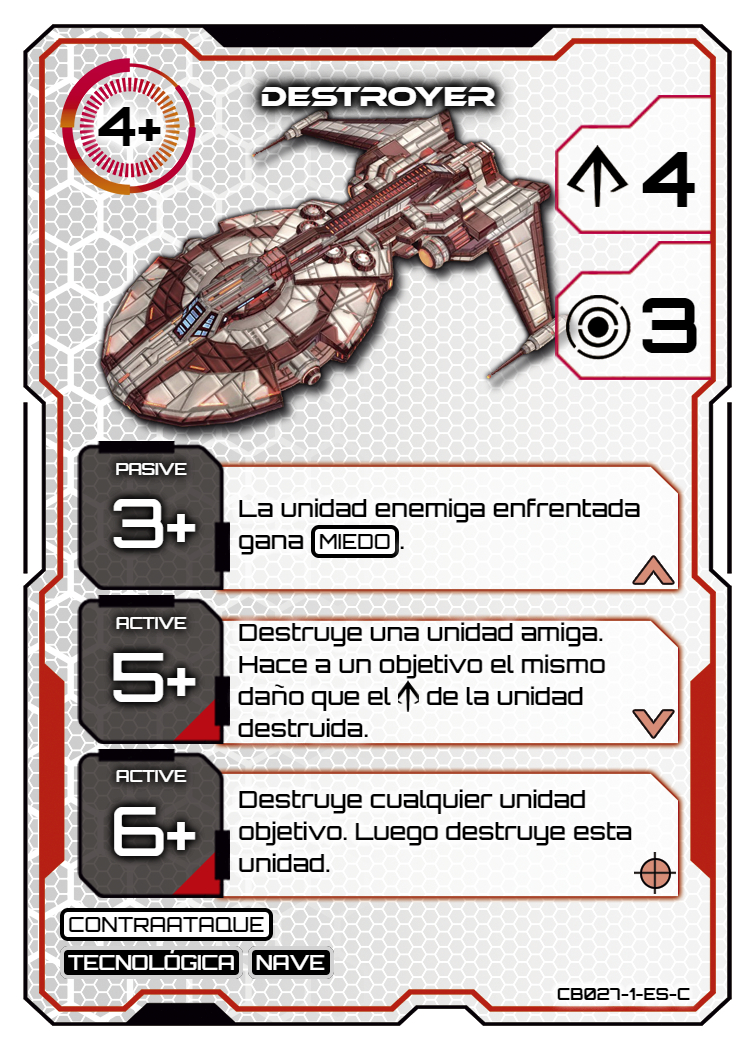 DESTROYER
4+
4
3
PASIVE
3+
La unidad enemiga enfrentada
gana MIEDO.
ACTIVE
5+
Destruye una unidad amiga.
Hace a un objetivo el mismo
daño que el de la unidad
destruida.
ACTIVE
6+
Destruye cualquier unidad
objetivo. Luego destruye esta
unidad.
CONTRAATAQUE
TECNOLÓGICA NAVE
CB027-1-ES-C